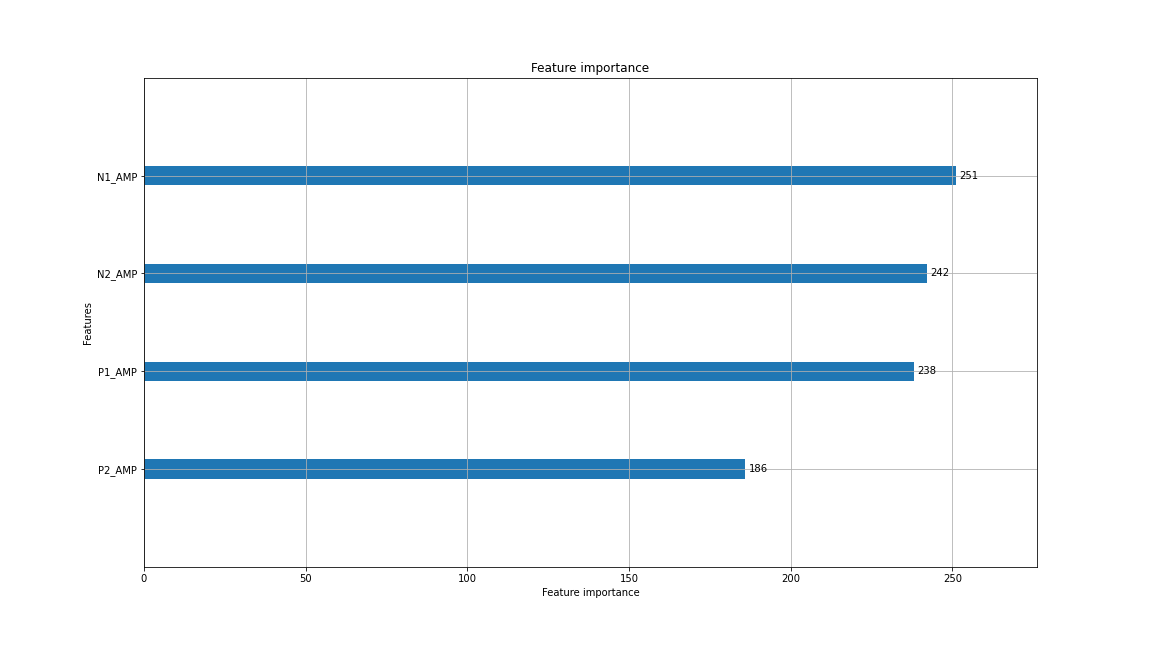 Feature importance
N1_AMP
251
N2_AMP
242
Features
P1_AMP
238
P2_AMP
186
0 50 100 150 200 250
Feature importance